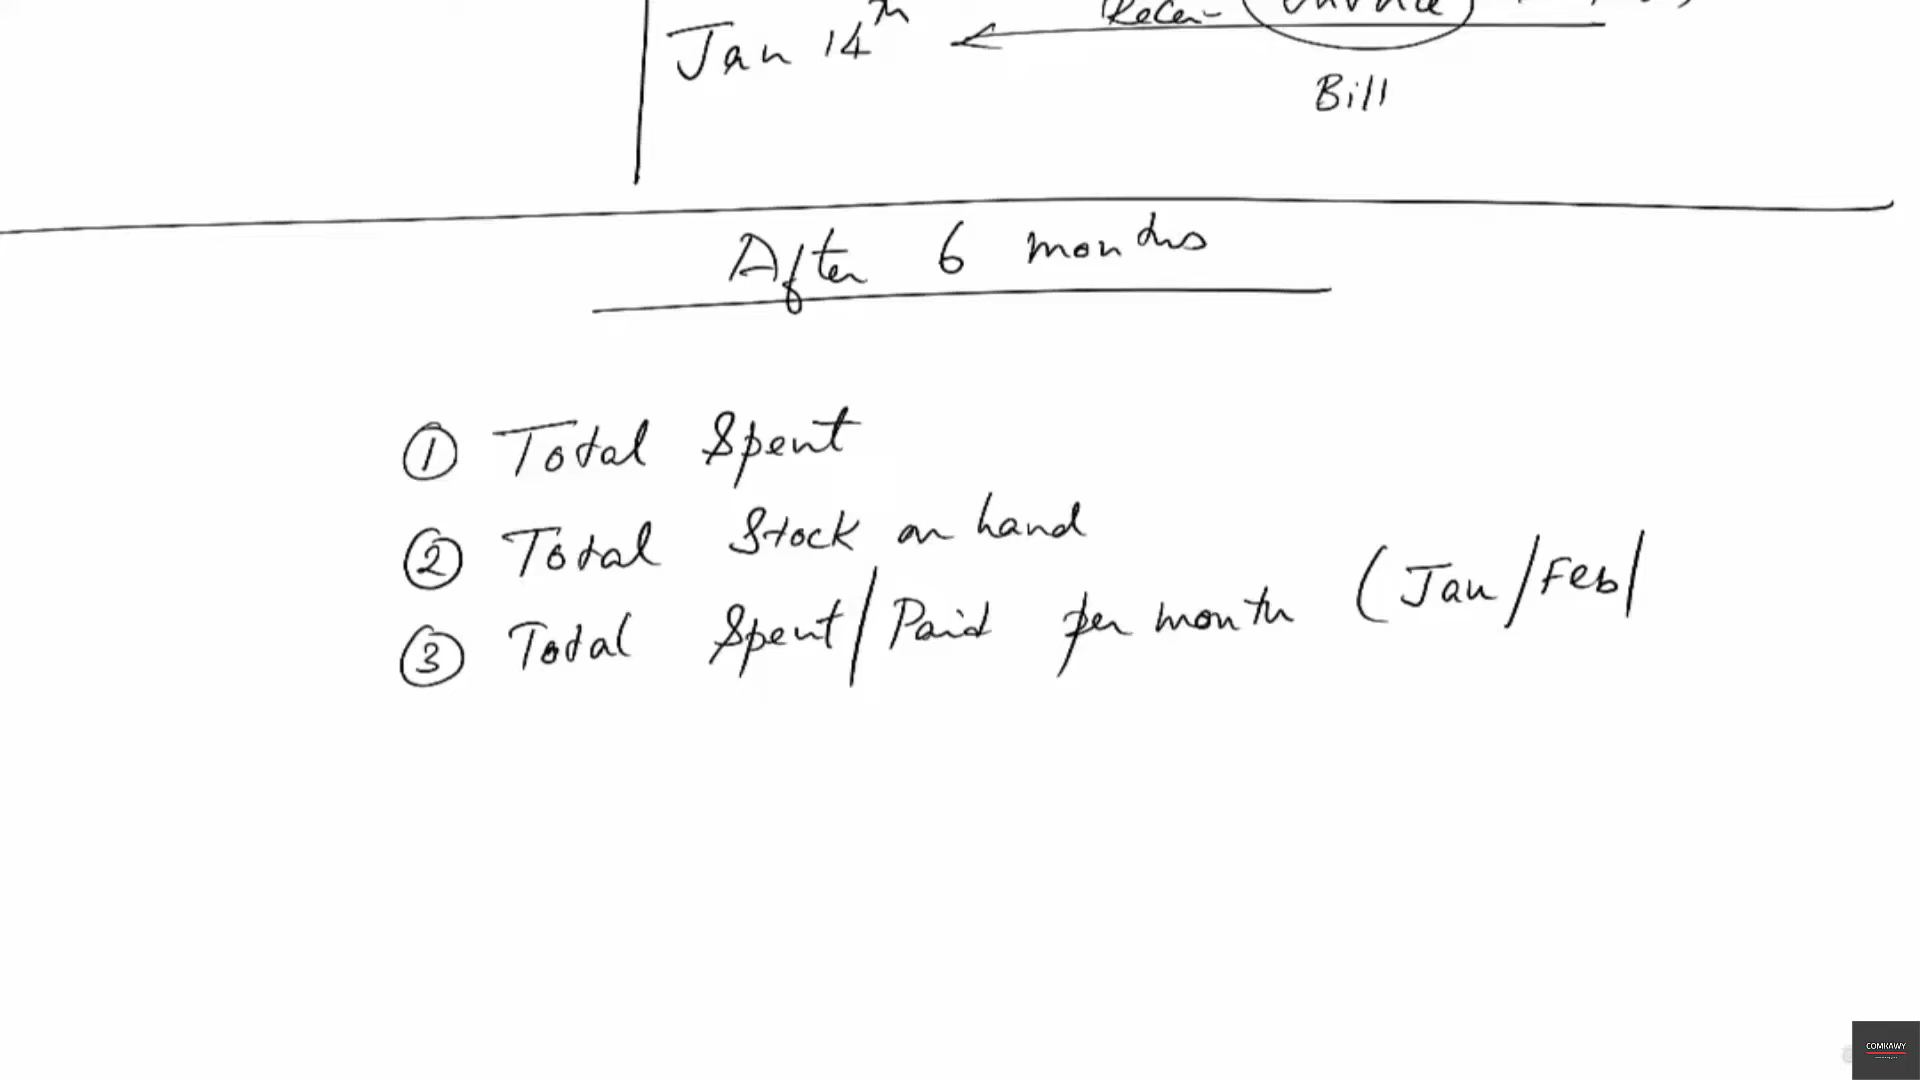 Jan 14th
Bill
After 6 months
① Total Spent
② Total Stock on hand
③ Total Spent/Paid per month (Jan/Feb/
COMKAWY